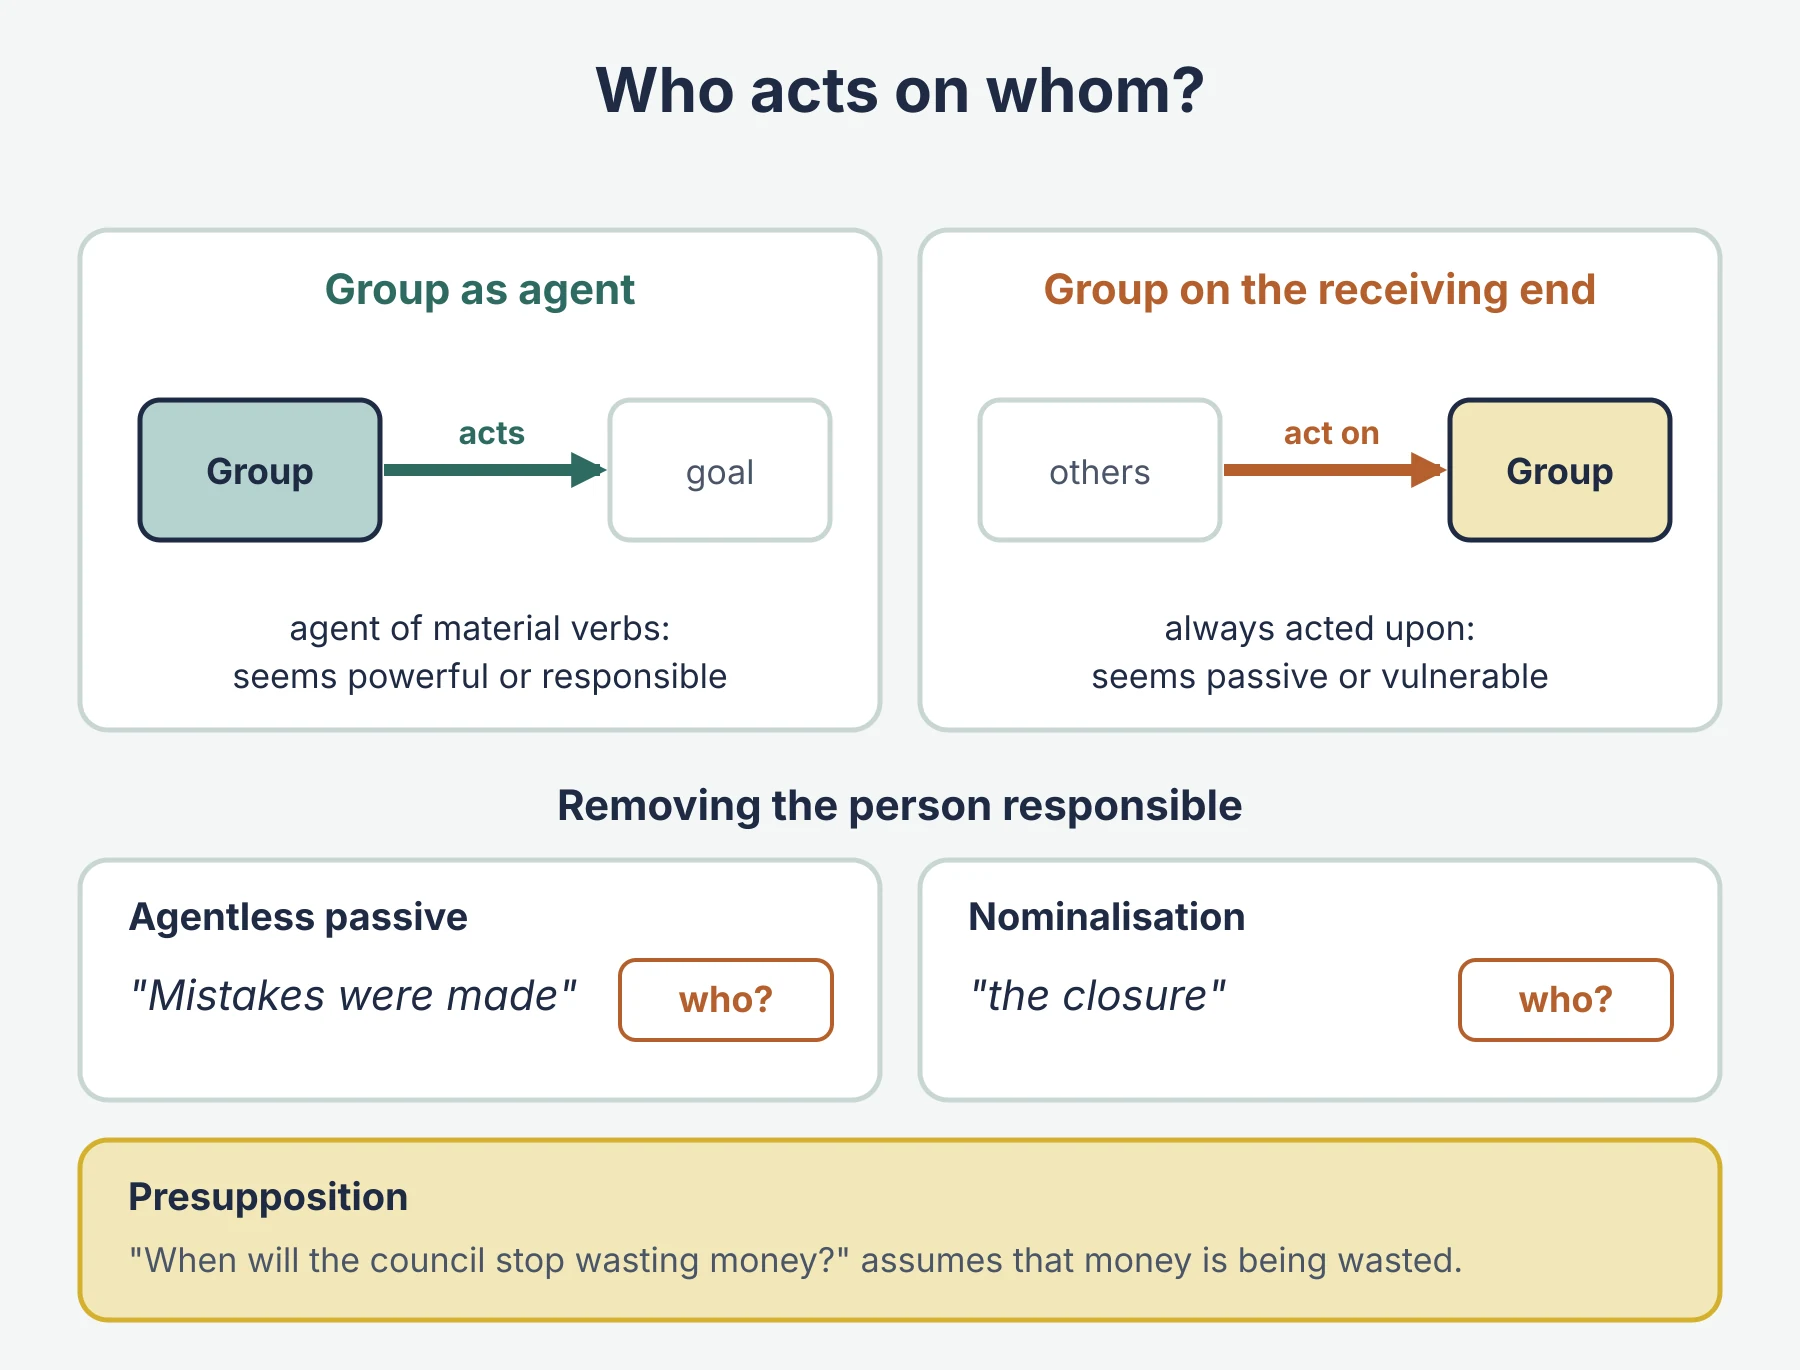 Who acts on whom?
Group as agent
Group
acts
goal
agent of material verbs:
seems powerful or responsible
Group on the receiving end
others
act on
Group
always acted upon:
seems passive or vulnerable
Removing the person responsible
Agentless passive
"Mistakes were made"
who?
Nominalisation
"the closure"
who?
Presupposition
"When will the council stop wasting money?" assumes that money is being wasted.